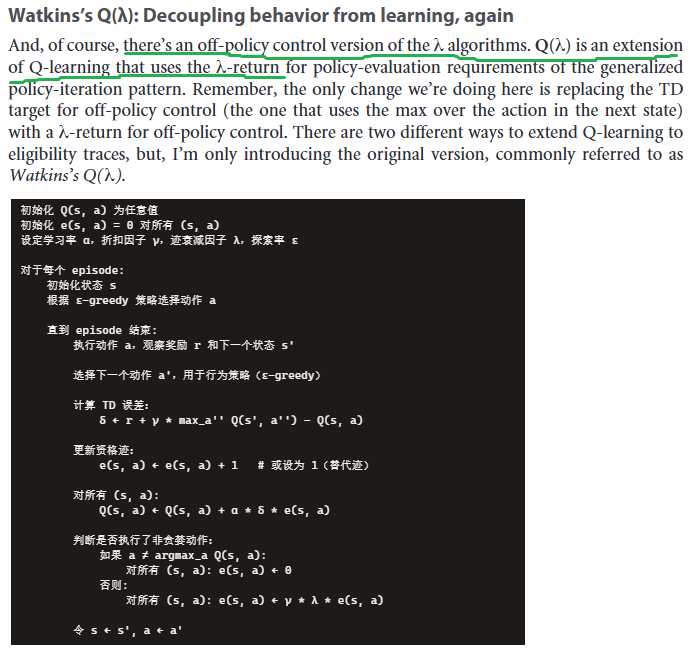 Watkins's Q(λ): Decoupling behavior from learning, again
And, of course, there's an off-policy control version of the λ algorithms. Q(λ) is an extension
of Q-learning that uses the λ-return for policy-evaluation requirements of the generalized
policy-iteration pattern. Remember, the only change we're doing here is replacing the TD
target for off-policy control (the one that uses the max over the action in the next state)
with a λ-return for off-policy control. There are two different ways to extend Q-learning to
eligibility traces, but, I'm only introducing the original version, commonly referred to as
Watkins's Q(λ).
初始化 Q(s, a) 为任意值
初始化 e(s, a) = 0 对所有 (s, a)
设定学习率 α，折扣因子 γ，迹衰减因子 λ，探索率 ε
对于每个 episode:
初始化状态 s
根据 ε-greedy 策略选择动作 a
直到 episode 结束:
执行动作 a，观察奖励 r 和下一个状态 s'
选择下一个动作 a'，用于行为策略（ε-greedy）
计算 TD 误差:
δ ← r + γ * max_a'' Q(s', a'') - Q(s, a)
更新资格迹:
e(s, a) ← e(s, a) + 1 # 或设为 1（替代迹）
对所有 (s, a):
Q(s, a) ← Q(s, a) + α * δ * e(s, a)
判断是否执行了非贪婪动作:
如果 a ≠ argmax_a Q(s, a):
对所有 (s, a): e(s, a) ← 0
否则:
对所有 (s, a): e(s, a) ← γ * λ * e(s, a)
令 s ← s', a ← a'